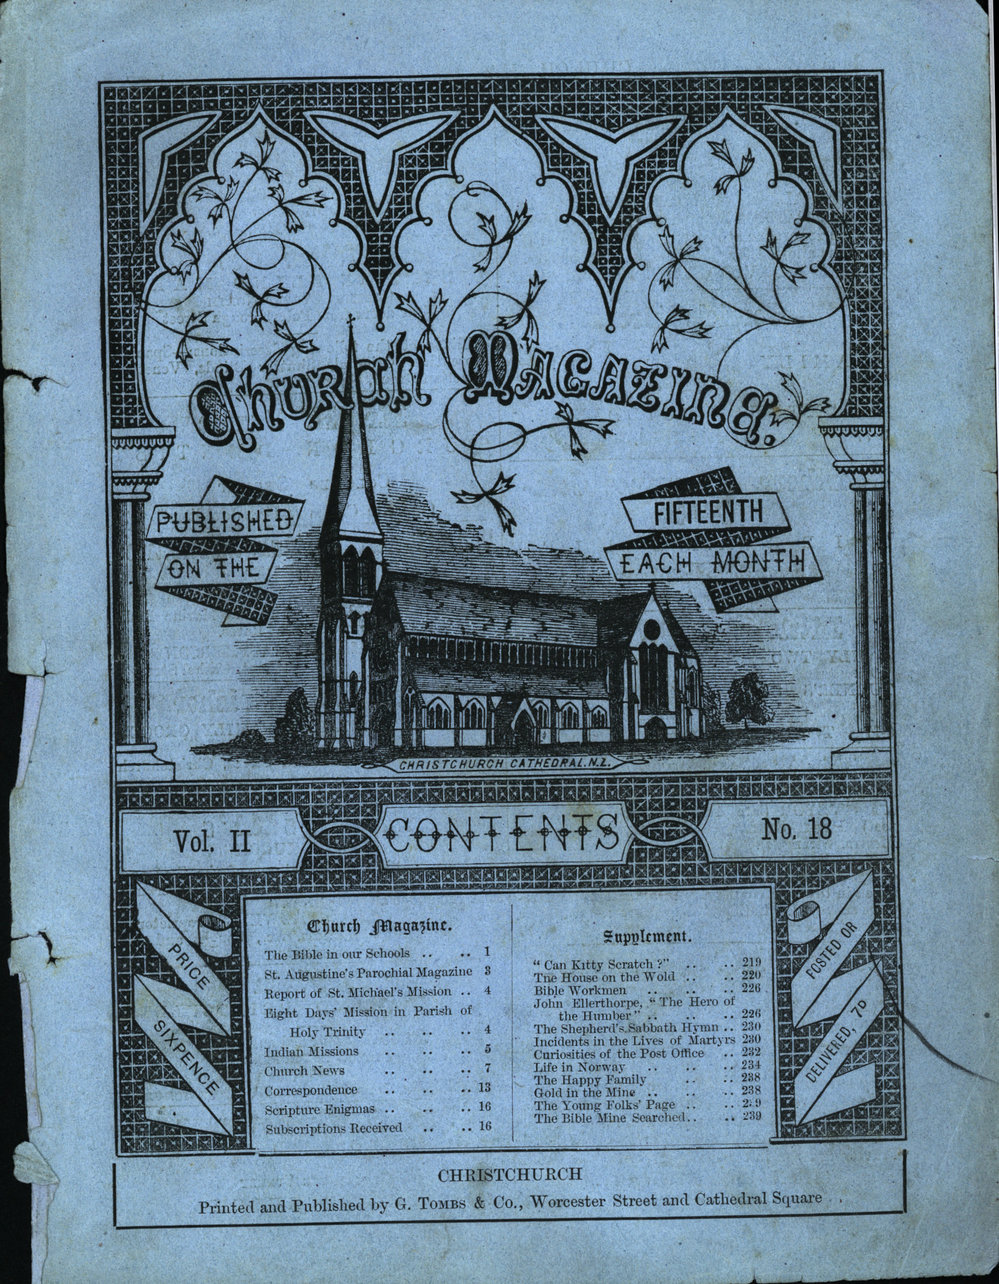 Church Magazine.
PUBLISHED
ON THE
FIFTEENTH
EACH MONTH
CHRISTCHURCH CATHEDRAL. N.Z.
Vol. II
CONTENTS
No. 18
PRICE
SIXPENCE
Church Magazine.
The Bible in our Schools .. .. 1
St. Augustine's Parochial Magazine 3
Report of St. Michael's Mission .. 4
Eight Days' Mission in Parish of
Holy Trinity .. .. .. 4
Indian Missions .. .. .. 5
Church News .. .. .. 7
Correspondence .. .. 13
Scripture Enigmas .. .. .. 16
Subscriptions Received .. .. 16
Supplement.
“ Can Kitty Scratch ?” .. .. 219
The House on the Wold .. .. 220
Bible Workmen .. .. .. 226
John Ellerthorpe, “ The Hero of
the Humber ” .. .. .. 226
The Shepherd's Sabbath Hymn .. 230
Incidents in the Lives of Martyrs 230
Curiosities of the Post Office .. 232
Life in Norway .. .. .. 234
The Happy Family .. .. 238
Gold in the Mine .. .. .. 238
The Young Folks' Page .. .. 239
The Bible Mine Searched.. .. 239
POSTED OR
DELIVERED, 7D
CHRISTCHURCH
Printed and Published by G. TOMBS & Co., Worcester Street and Cathedral Square